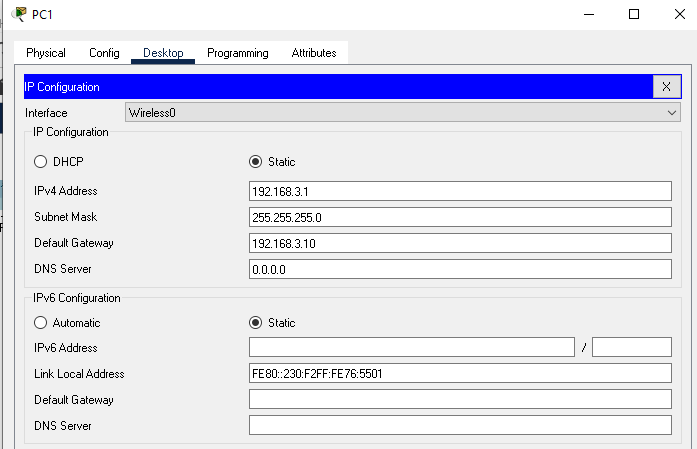 PC1
Physical Config Desktop Programming Attributes
IP Configuration X
Interface Wireless0
IP Configuration
DHCP Static
IPv4 Address 192.168.3.1
Subnet Mask 255.255.255.0
Default Gateway 192.168.3.10
DNS Server 0.0.0.0
IPv6 Configuration
Automatic Static
IPv6 Address /
Link Local Address FE80::230:F2FF:FE76:5501
Default Gateway
DNS Server